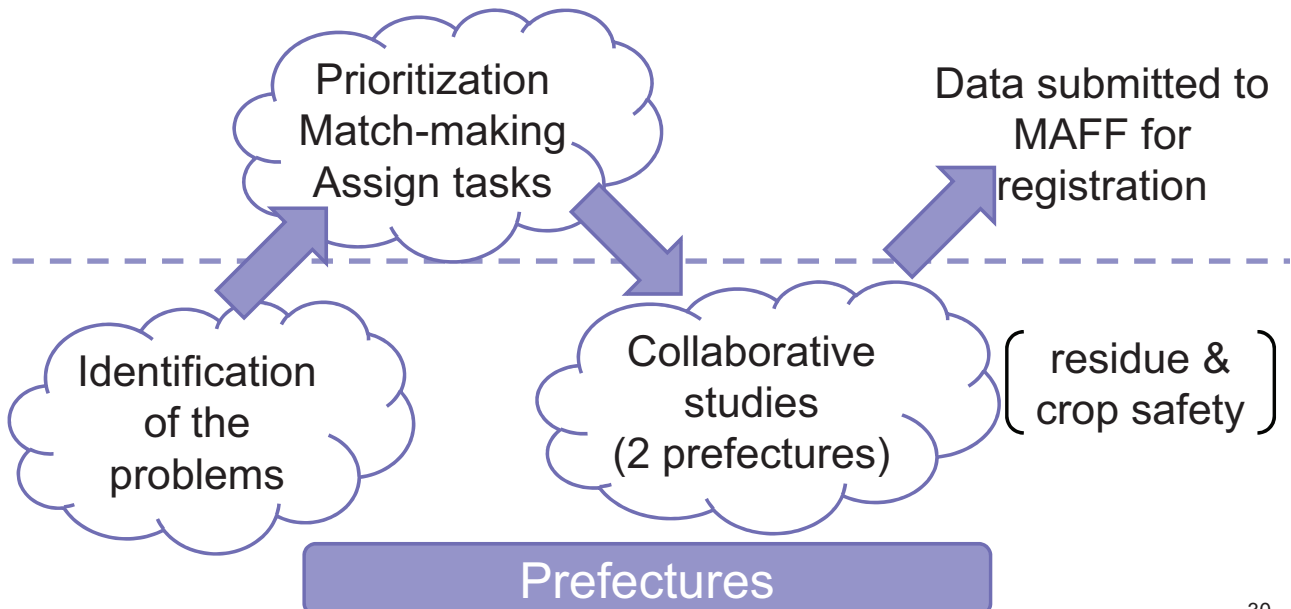 Prioritization
Match-making
Assign tasks
Data submitted to
MAFF for
registration
Identification
of the
problems
Collaborative
studies
(2 prefectures)
residue &
crop safety
Prefectures